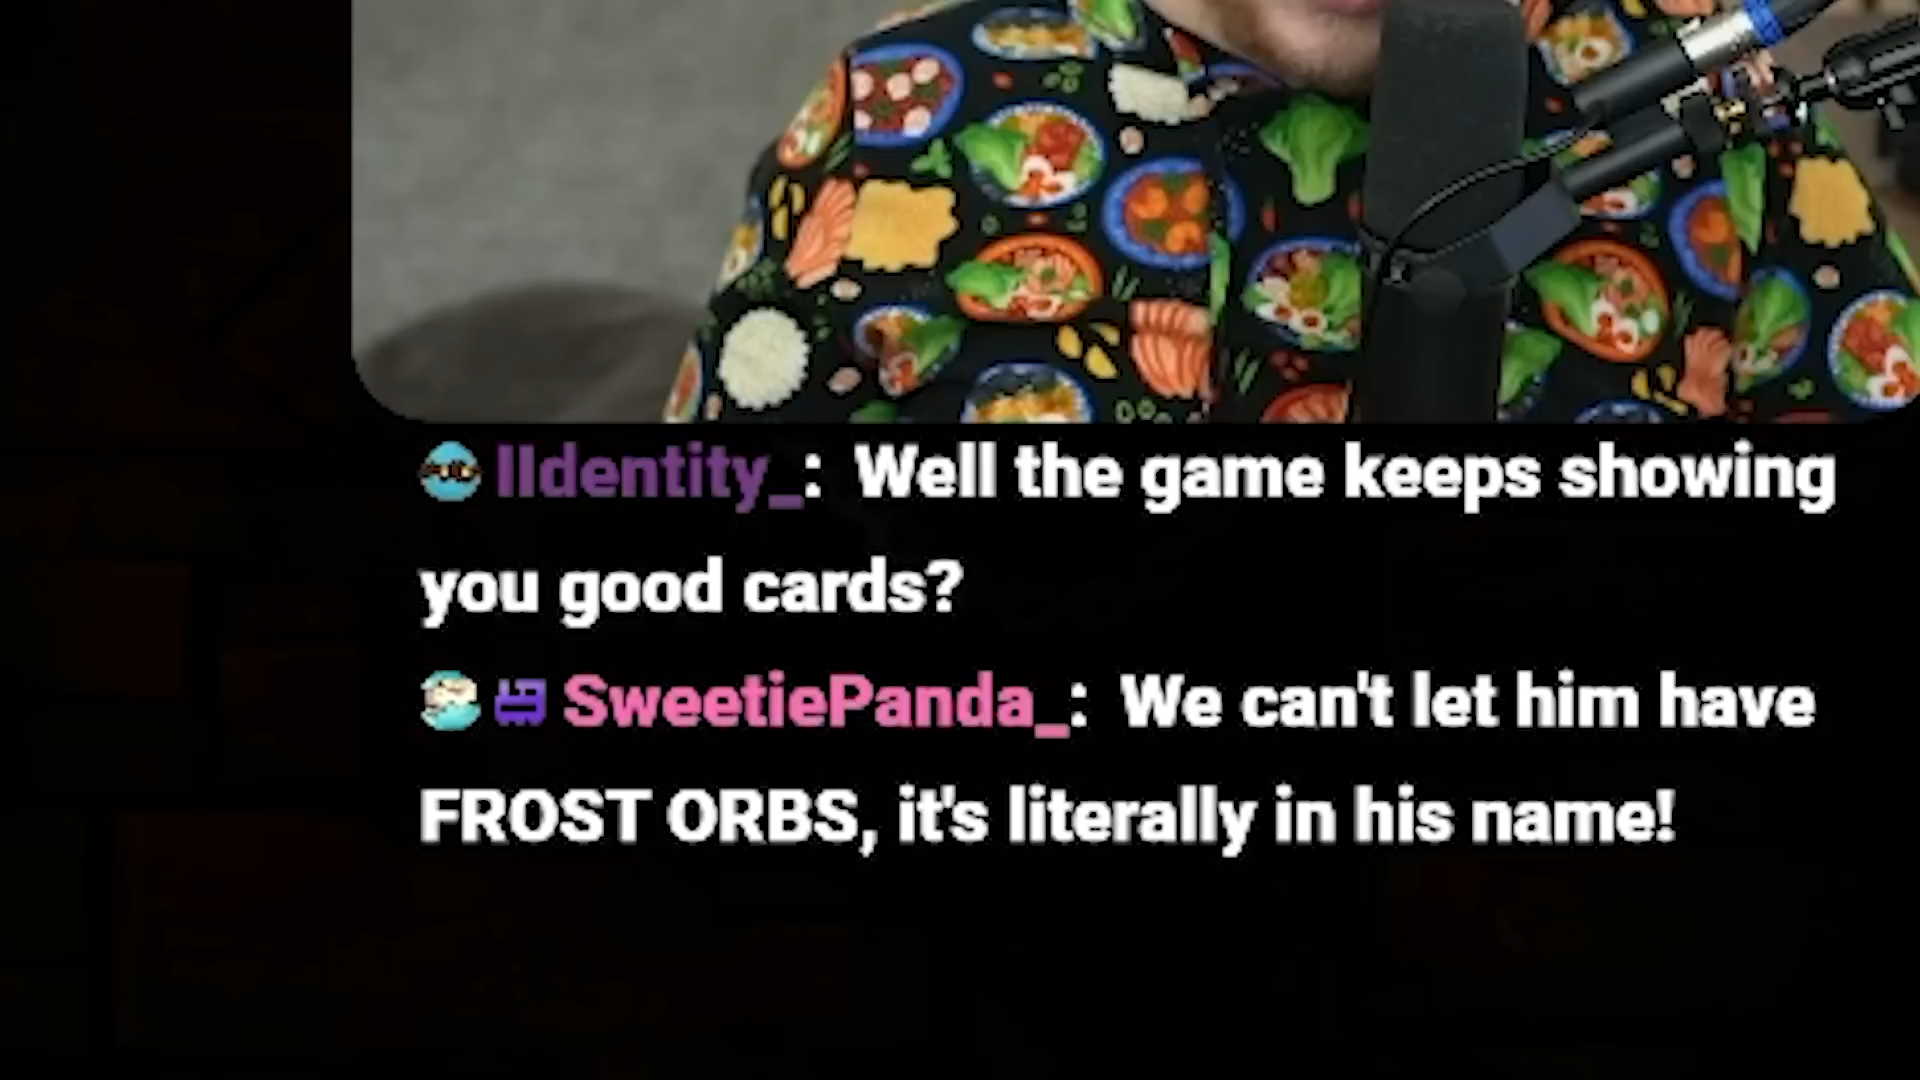 IIdentity_: Well the game keeps showing
you good cards?
SweetiePanda_: We can't let him have
FROST ORBS, it's literally in his name!